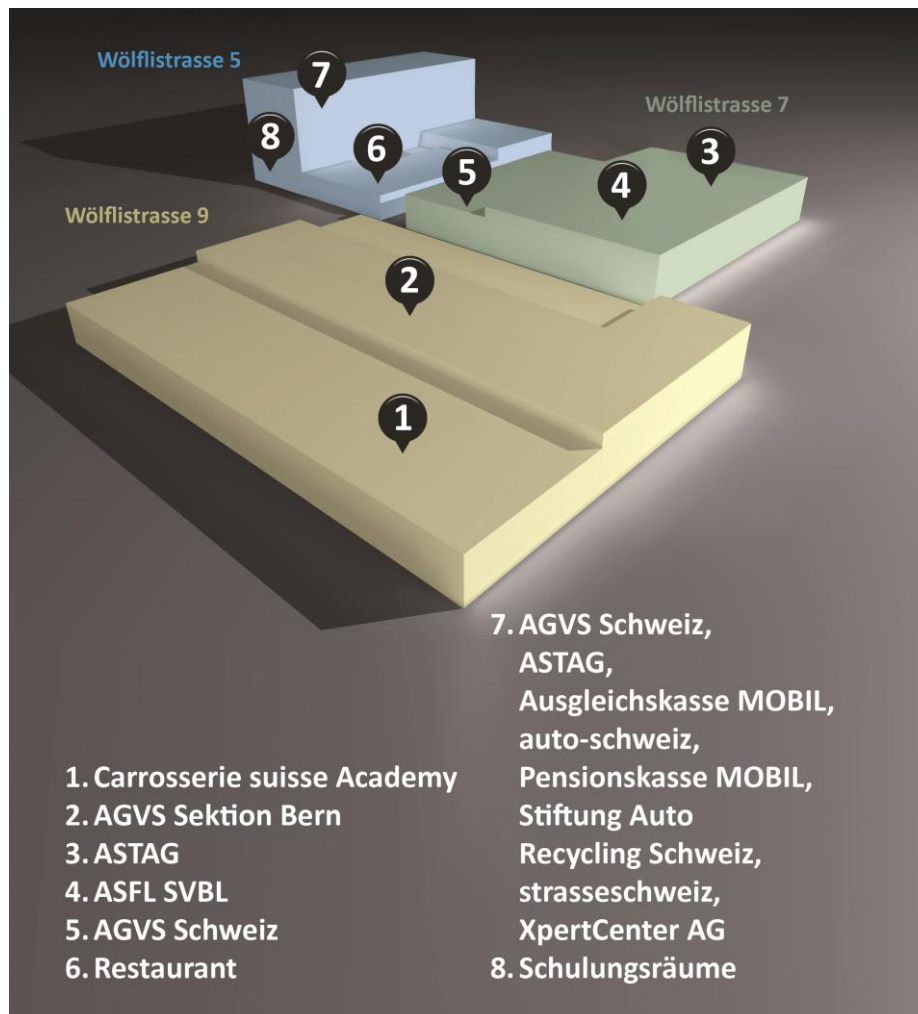 Wölflistrasse 5
7
Wölflistrasse 7
8
6
3
5
4
Wölflistrasse 9
2
1
1. Carrosserie suisse Academy
2. AGVS Sektion Bern
3. ASTAG
4. ASFL SVBL
5. AGVS Schweiz
6. Restaurant
7. AGVS Schweiz,
ASTAG,
Ausgleichskasse MOBIL,
auto-schweiz,
Pensionskasse MOBIL,
Stiftung Auto
Recycling Schweiz,
strasseschweiz,
XpertCenter AG
8. Schulungsräume